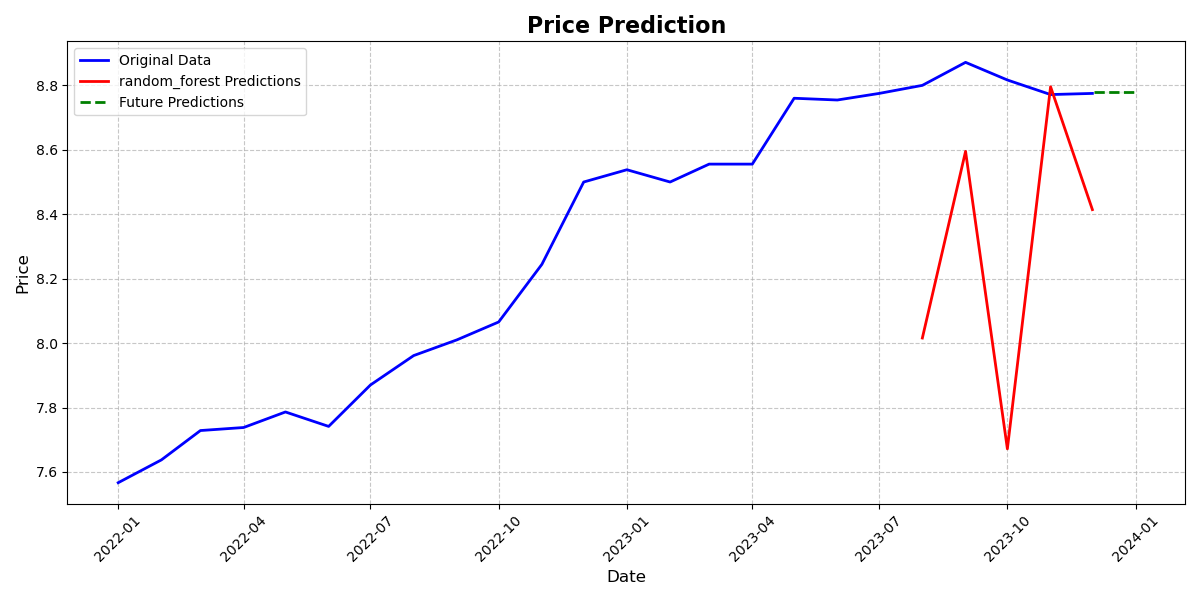 Price Prediction
Original Data
random_forest Predictions
Future Predictions
Price
8.8
8.6
8.4
8.2
8.0
7.8
7.6
2022-01
2022-04
2022-07
2022-10
2023-01
2023-04
2023-07
2023-10
2024-01
Date